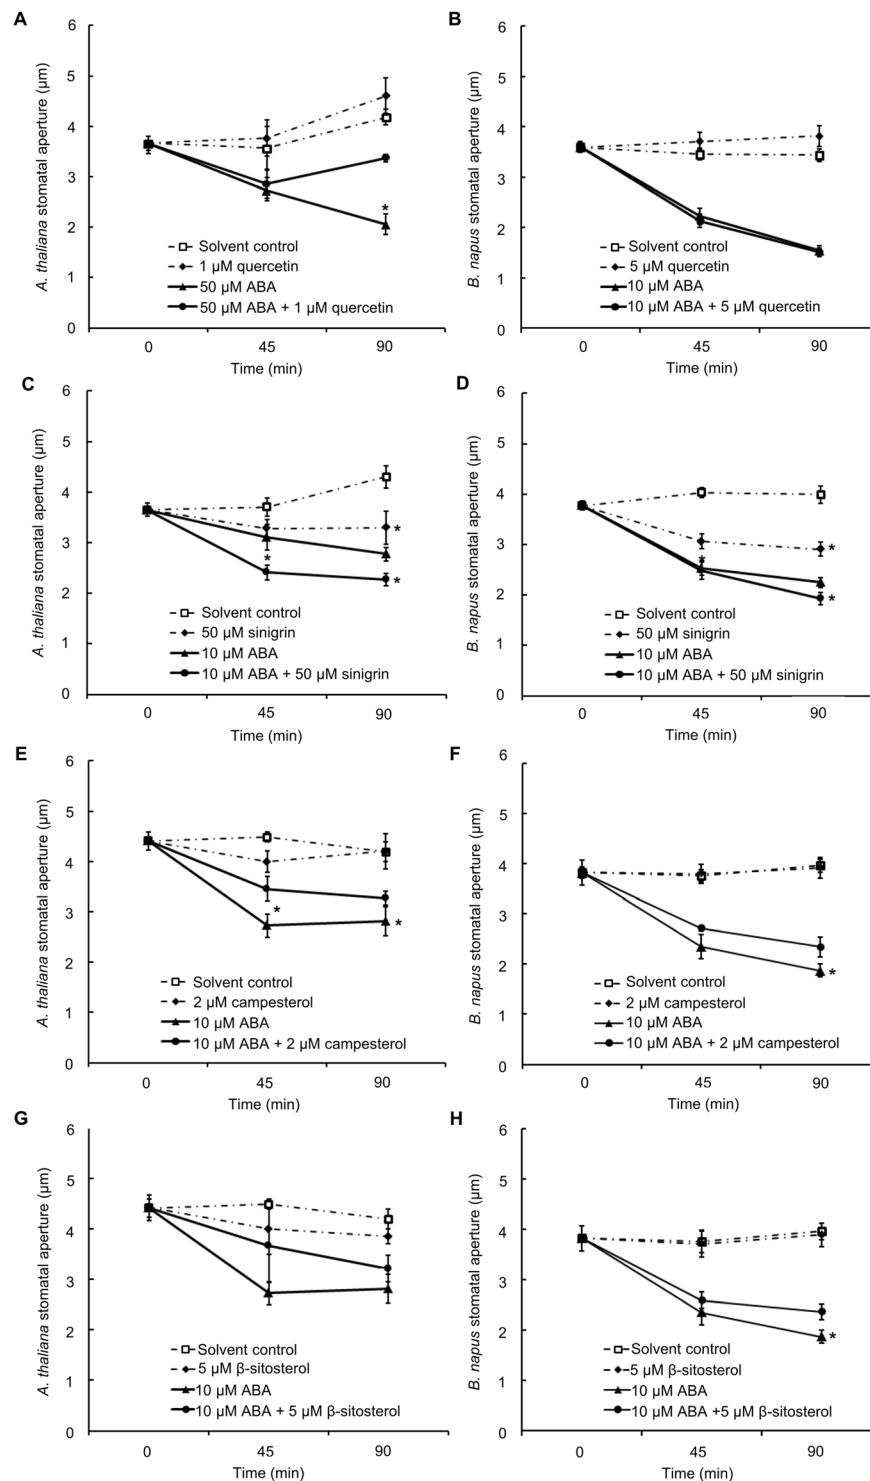 A
A. thaliana stomatal aperture (µm)
6
5
4
3
2
1
0
*
Solvent control
1 µM quercetin
50 µM ABA
50 µM ABA + 1 µM quercetin
0 45 90
Time (min)
B
B. napus stomatal aperture (µm)
6
5
4
3
2
1
0
Solvent control
5 µM quercetin
10 µM ABA
10 µM ABA + 5 µM quercetin
0 45 90
Time (min)
C
A. thaliana stomatal aperture (µm)
6
5
4
3
2
1
0
*
*
*
Solvent control
50 µM sinigrin
10 µM ABA
10 µM ABA + 50 µM sinigrin
0 45 90
Time (min)
D
B. napus stomatal aperture (µm)
6
5
4
3
2
1
0
*
*
*
Solvent control
50 µM sinigrin
10 µM ABA
10 µM ABA + 50 µM sinigrin
0 45 90
Time (min)
E
A. thaliana stomatal aperture (µm)
6
5
4
3
2
1
0
*
*
Solvent control
2 µM campesterol
10 µM ABA
10 µM ABA + 2 µM campesterol
0 45 90
Time (min)
F
B. napus stomatal aperture (µm)
6
5
4
3
2
1
0
*
Solvent control
2 µM campesterol
10 µM ABA
10 µM ABA + 2 µM campesterol
0 45 90
Time (min)
G
A. thaliana stomatal aperture (µm)
6
5
4
3
2
1
0
Solvent control
5 µM β-sitosterol
10 µM ABA
10 µM ABA + 5 µM β-sitosterol
0 45 90
Time (min)
H
B. napus stomatal aperture (µm)
6
5
4
3
2
1
0
*
Solvent control
5 µM β-sitosterol
10 µM ABA
10 µM ABA +5 µM β-sitosterol
0 45 90
Time (min)